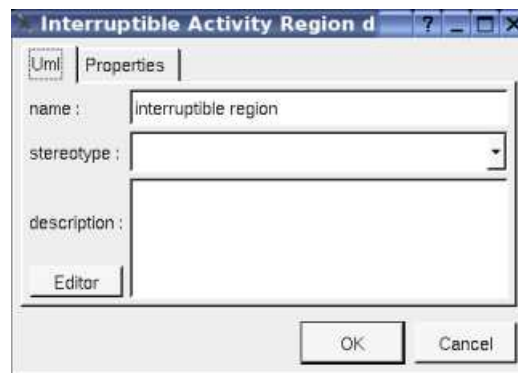 Interruptible Activity Region d ? _ □ X
Uml Properties
name : interruptible region
stereotype :
description :
Editor
OK Cancel